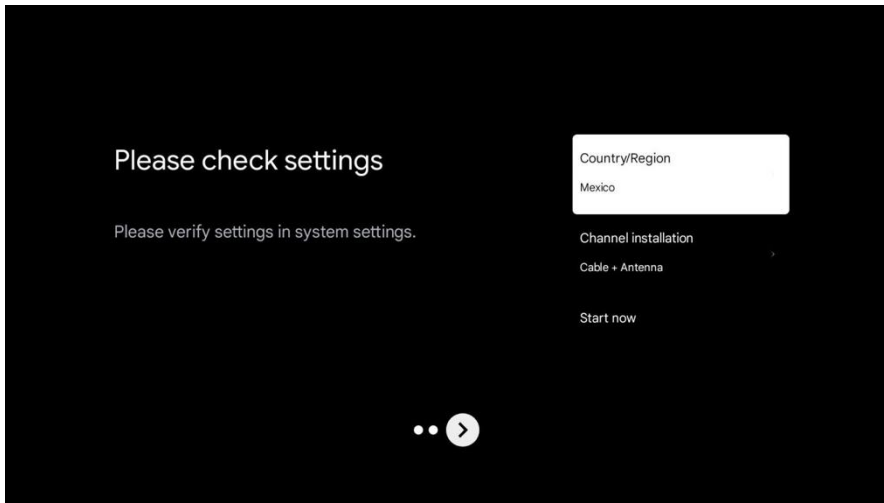 Please check settings
Please verify settings in system settings.
Country/Region
Mexico
Channel installation
Cable + Antenna
Start now